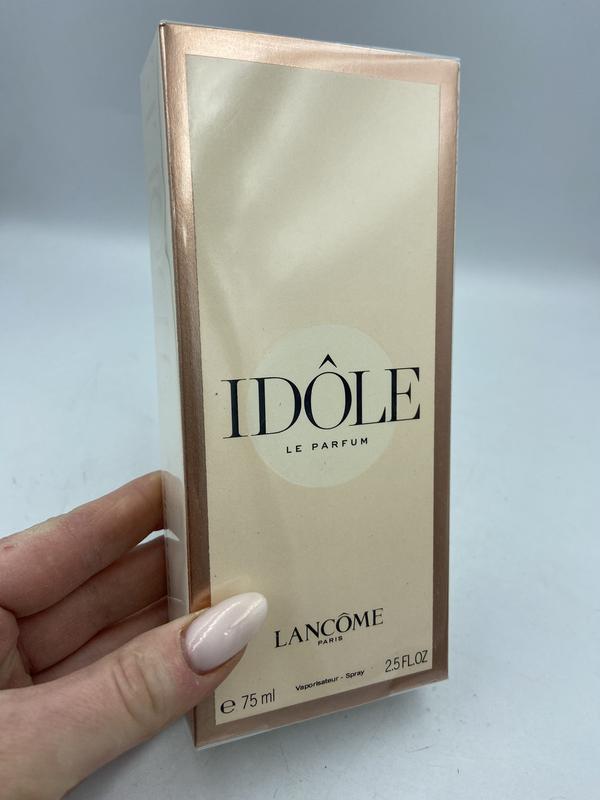 IDÔLE
LE PARFUM
LANCÔME
PARIS
℮ 75 ml Vaporisateur - Spray 2.5 FL.OZ